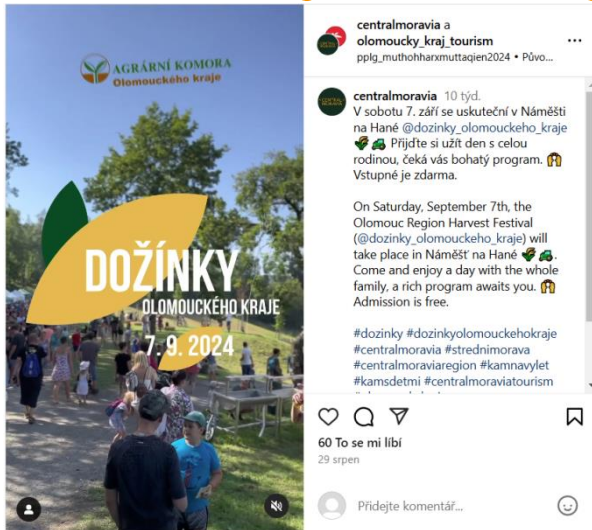 AGRÁRNÍ KOMORA
Olomouckého kraje
DOŽÍNKY
OLOMOUCKÉHO KRAJE
7. 9. 2024
centralmoravia a
olomoucky_kraj_tourism
pplg_muthohharxmuttaqien2024 • Původ...
centralmoravia 10 týd.
V sobotu 7. září se uskuteční v Náměšti
na Hané @dozinky_olomouckeho_kraje
🌾 🚜 Přijďte si užít den s celou
rodinou, čeká vás bohatý program. 🙌
Vstupné je zdarma.
On Saturday, September 7th, the
Olomouc Region Harvest Festival
(@dozinky_olomouckeho_kraje) will
take place in Náměšť na Hané 🌾 🚜.
Come and enjoy a day with the whole
family, a rich program awaits you. 🙌
Admission is free.
#dozinky #dozinkyolomouckehokraje
#centralmoravia #strednimorava
#centralmoraviaregion #kamnavylet
#kamsdetmi #centralmoraviatourism
60 To se mi líbí
29 srpen
Přidejte komentář...